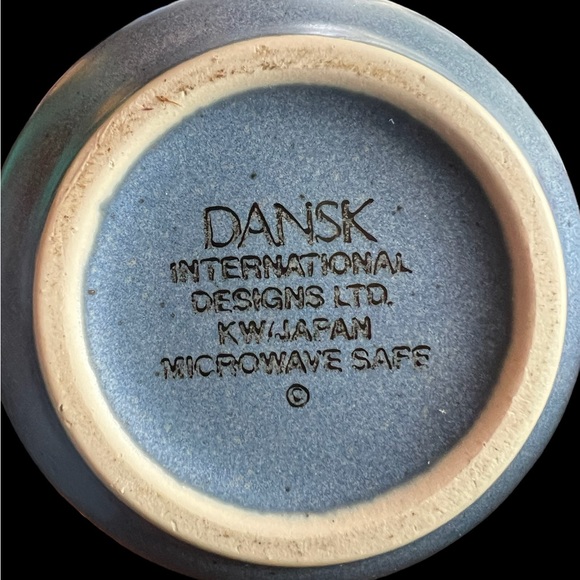 DANSK
INTERNATIONAL
DESIGNS LTD.
KW/JAPAN
MICROWAVE SAFE
©